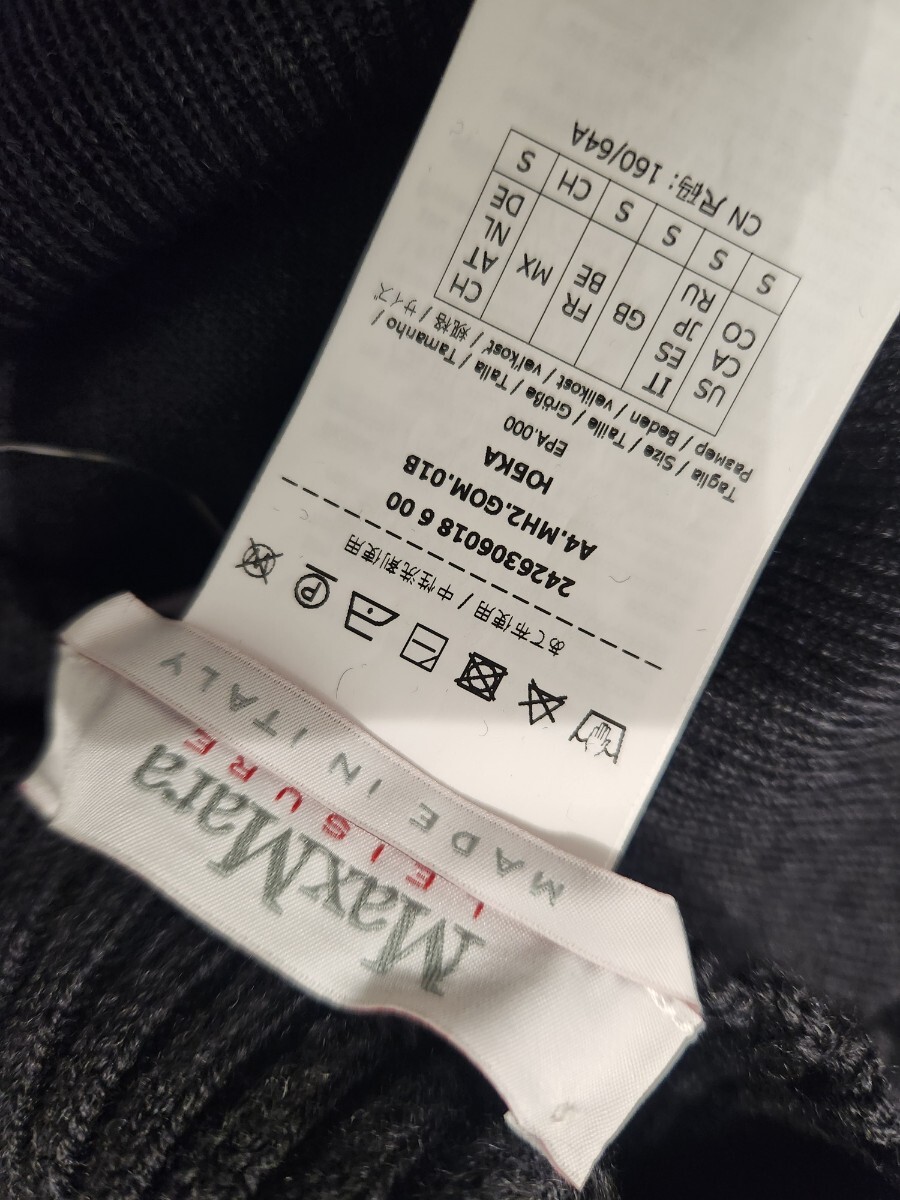 MaxMara
LEISURE
MADE IN ITALY
P
あて布使用 / 中性洗剤使用
2426306018 6 00
A4.MH2.GOM.01B
ЮБКА
EPA.000
Taglia / Size / Taille / Größe / Talla / Tamanho /
Размер / Beden / velikost / veľkosť / 规格 / サイズ
US CA CO
IT ES JP RU
GB
FR BE
MX
CH AT NL DE
S S S S CH S
CN 尺码: 160/64A